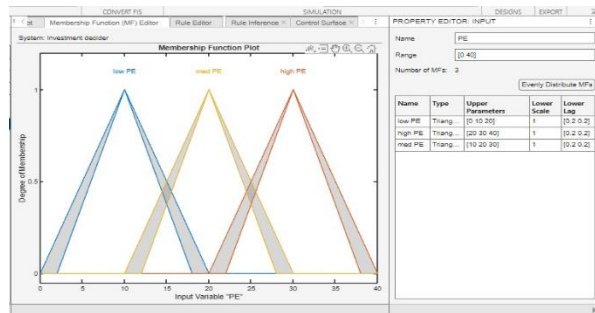 CONVERT FIS SIMULATION DESIGNS EXPORT
Membership Function (MF) Editor Rule Editor Rule Inference × Control Surface ×
PROPERTY EDITOR: INPUT
System: Investment decider
Membership Function Plot
low PE med PE high PE
1
0.5
0
0 5 10 15 20 25 30 35 40
Degree of Membership
Input Variable "PE"
Name PE
Range [0 40]
Number of MFs: 3
Evenly Distribute MFs
Name Type Upper Parameters Lower Scale Lower Lag
low PE Triang... [0 10 20] 1 [0.2 0.2]
high PE Triang... [20 30 40] 1 [0.2 0.2]
med PE Triang... [10 20 30] 1 [0.2 0.2]